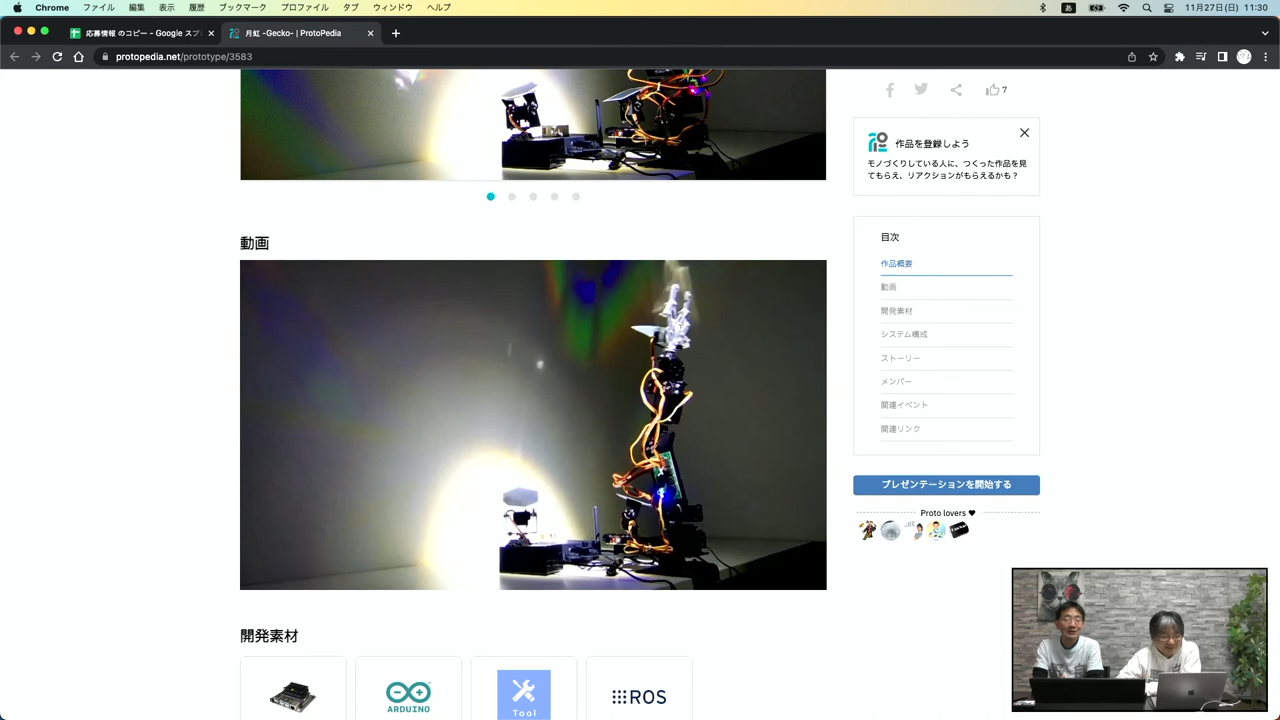 Chrome ファイル 編集 表示 履歴 ブックマーク プロファイル タブ ウィンドウ ヘルプ あ 11月27日(日) 11:30
応募情報 のコピー - Google スプ
月虹 -Gecko- | ProtoPedia
protopedia.net/prototype/3583
7
作品を登録しよう
モノづくりしている人に、つくった作品を見
てもらえ、リアクションがもらえるかも？
動画
目次
作品概要
動画
開発素材
システム構成
ストーリー
メンバー
関連イベント
関連リンク
プレゼンテーションを開始する
Proto lovers
開発素材
ARDUINO
Tool
ROS